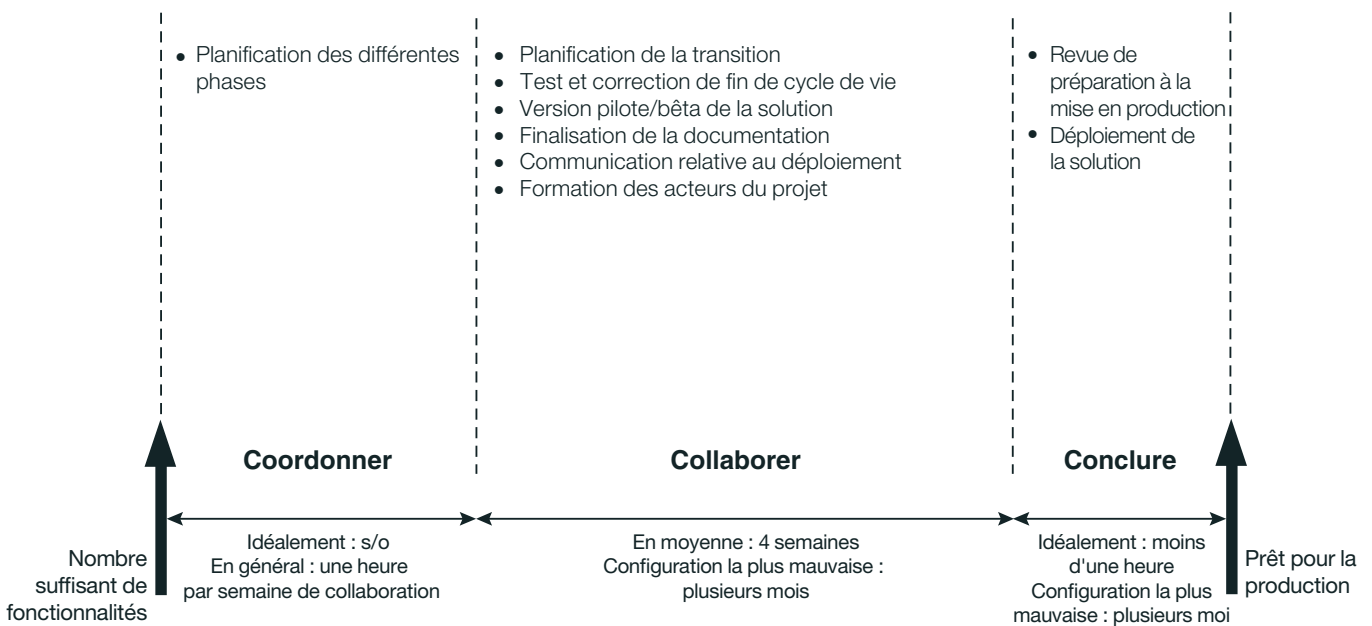 • Planification des différentes
phases
• Planification de la transition
• Test et correction de fin de cycle de vie
• Version pilote/bêta de la solution
• Finalisation de la documentation
• Communication relative au déploiement
• Formation des acteurs du projet
• Revue de
préparation à la
mise en production
• Déploiement de
la solution
Coordonner
Collaborer
Conclure
Nombre
suffisant de
fonctionnalités
Idéalement : s/o
En général : une heure
par semaine de collaboration
En moyenne : 4 semaines
Configuration la plus mauvaise :
plusieurs mois
Idéalement : moins
d'une heure
Configuration la plus
mauvaise : plusieurs moi
Prêt pour la
production